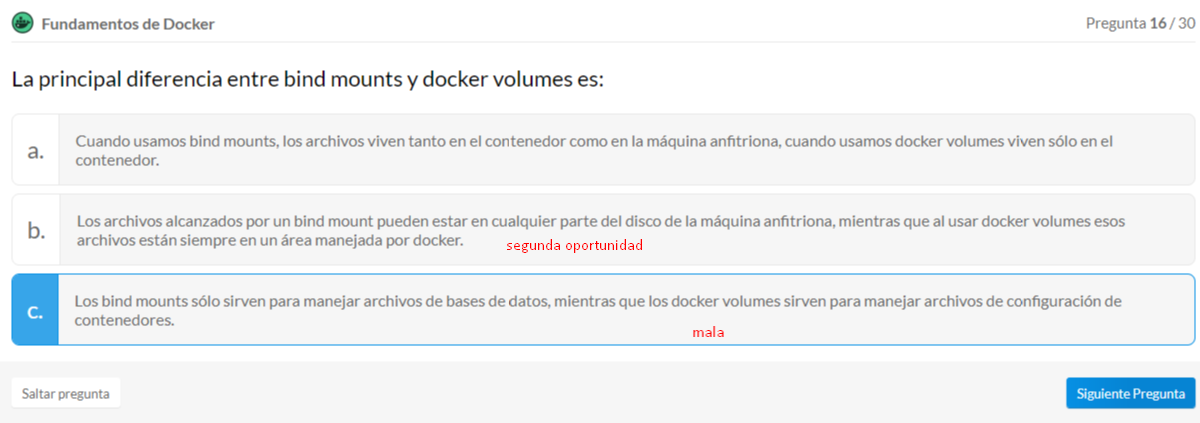 Fundamentos de Docker
Pregunta 16 / 30
La principal diferencia entre bind mounts y docker volumes es:
a.
Cuando usamos bind mounts, los archivos viven tanto en el contenedor como en la máquina anfitriona, cuando usamos docker volumes viven sólo en el
contenedor.
b.
Los archivos alcanzados por un bind mount pueden estar en cualquier parte del disco de la máquina anfitriona, mientras que al usar docker volumes esos
archivos están siempre en un área manejada por docker.
segunda oportunidad
c.
Los bind mounts sólo sirven para manejar archivos de bases de datos, mientras que los docker volumes sirven para manejar archivos de configuración de
contenedores.
mala
Saltar pregunta
Siguiente Pregunta